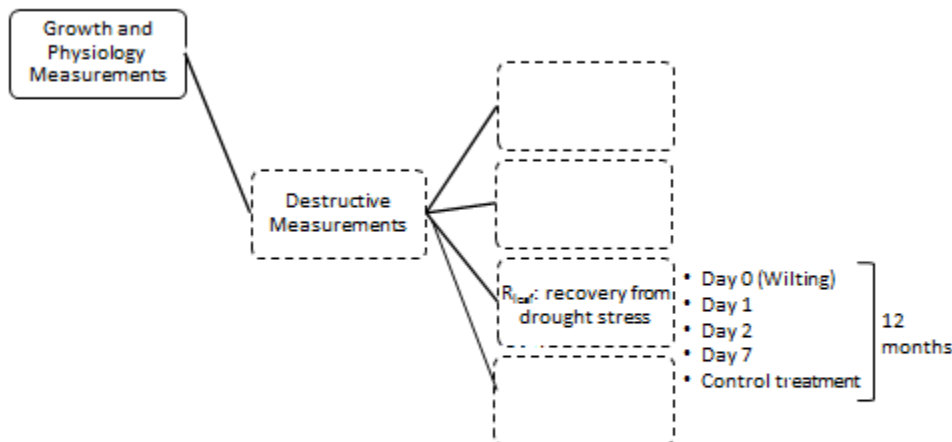 Growth and
Physiology
Measurements
Destructive
Measurements
R_leaf: recovery from
drought stress
• Day 0 (Wilting)
• Day 1
• Day 2
• Day 7
• Control treatment
12
months